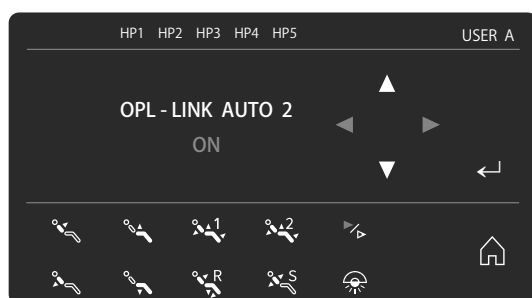 HP1 HP2 HP3 HP4 HP5 USER A
OPL - LINK AUTO 2
ON
1 2
R S